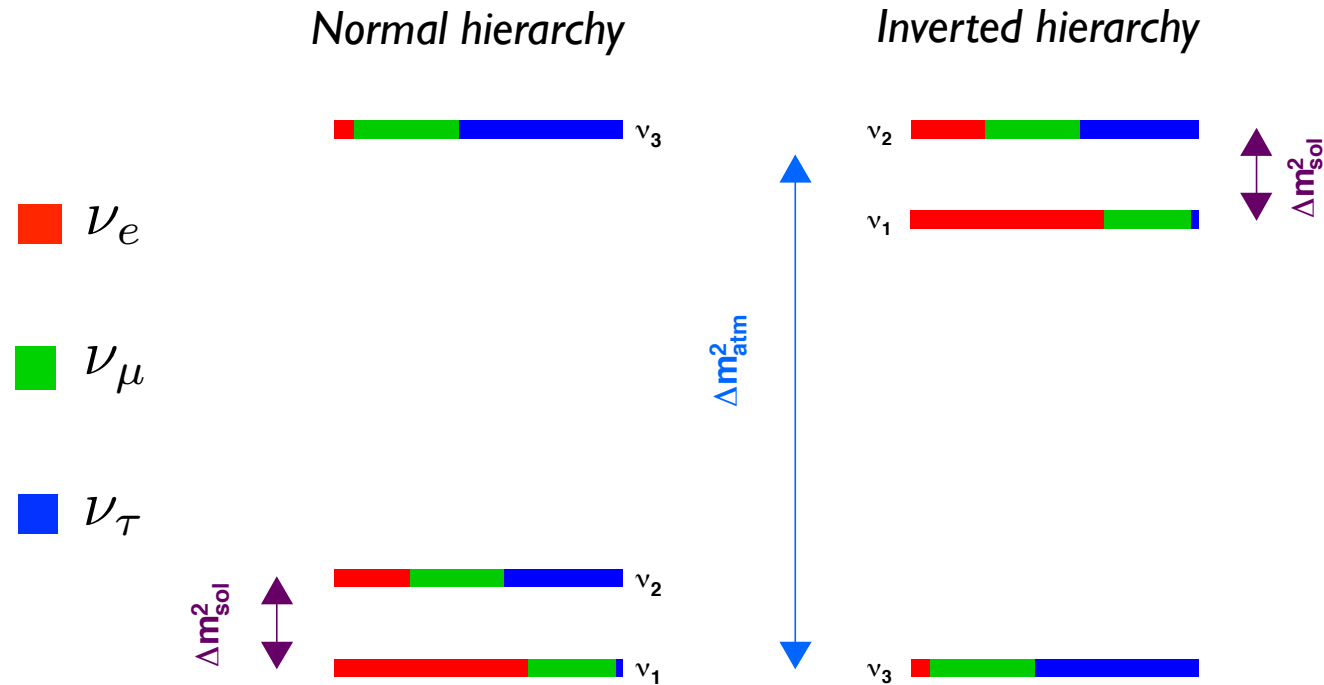 Normal hierarchy
Inverted hierarchy
ν₃
ν₂
Δm²sol
ν₁
νe
Δm²atm
νμ
ντ
ν₂
Δm²sol
ν₁
ν₃